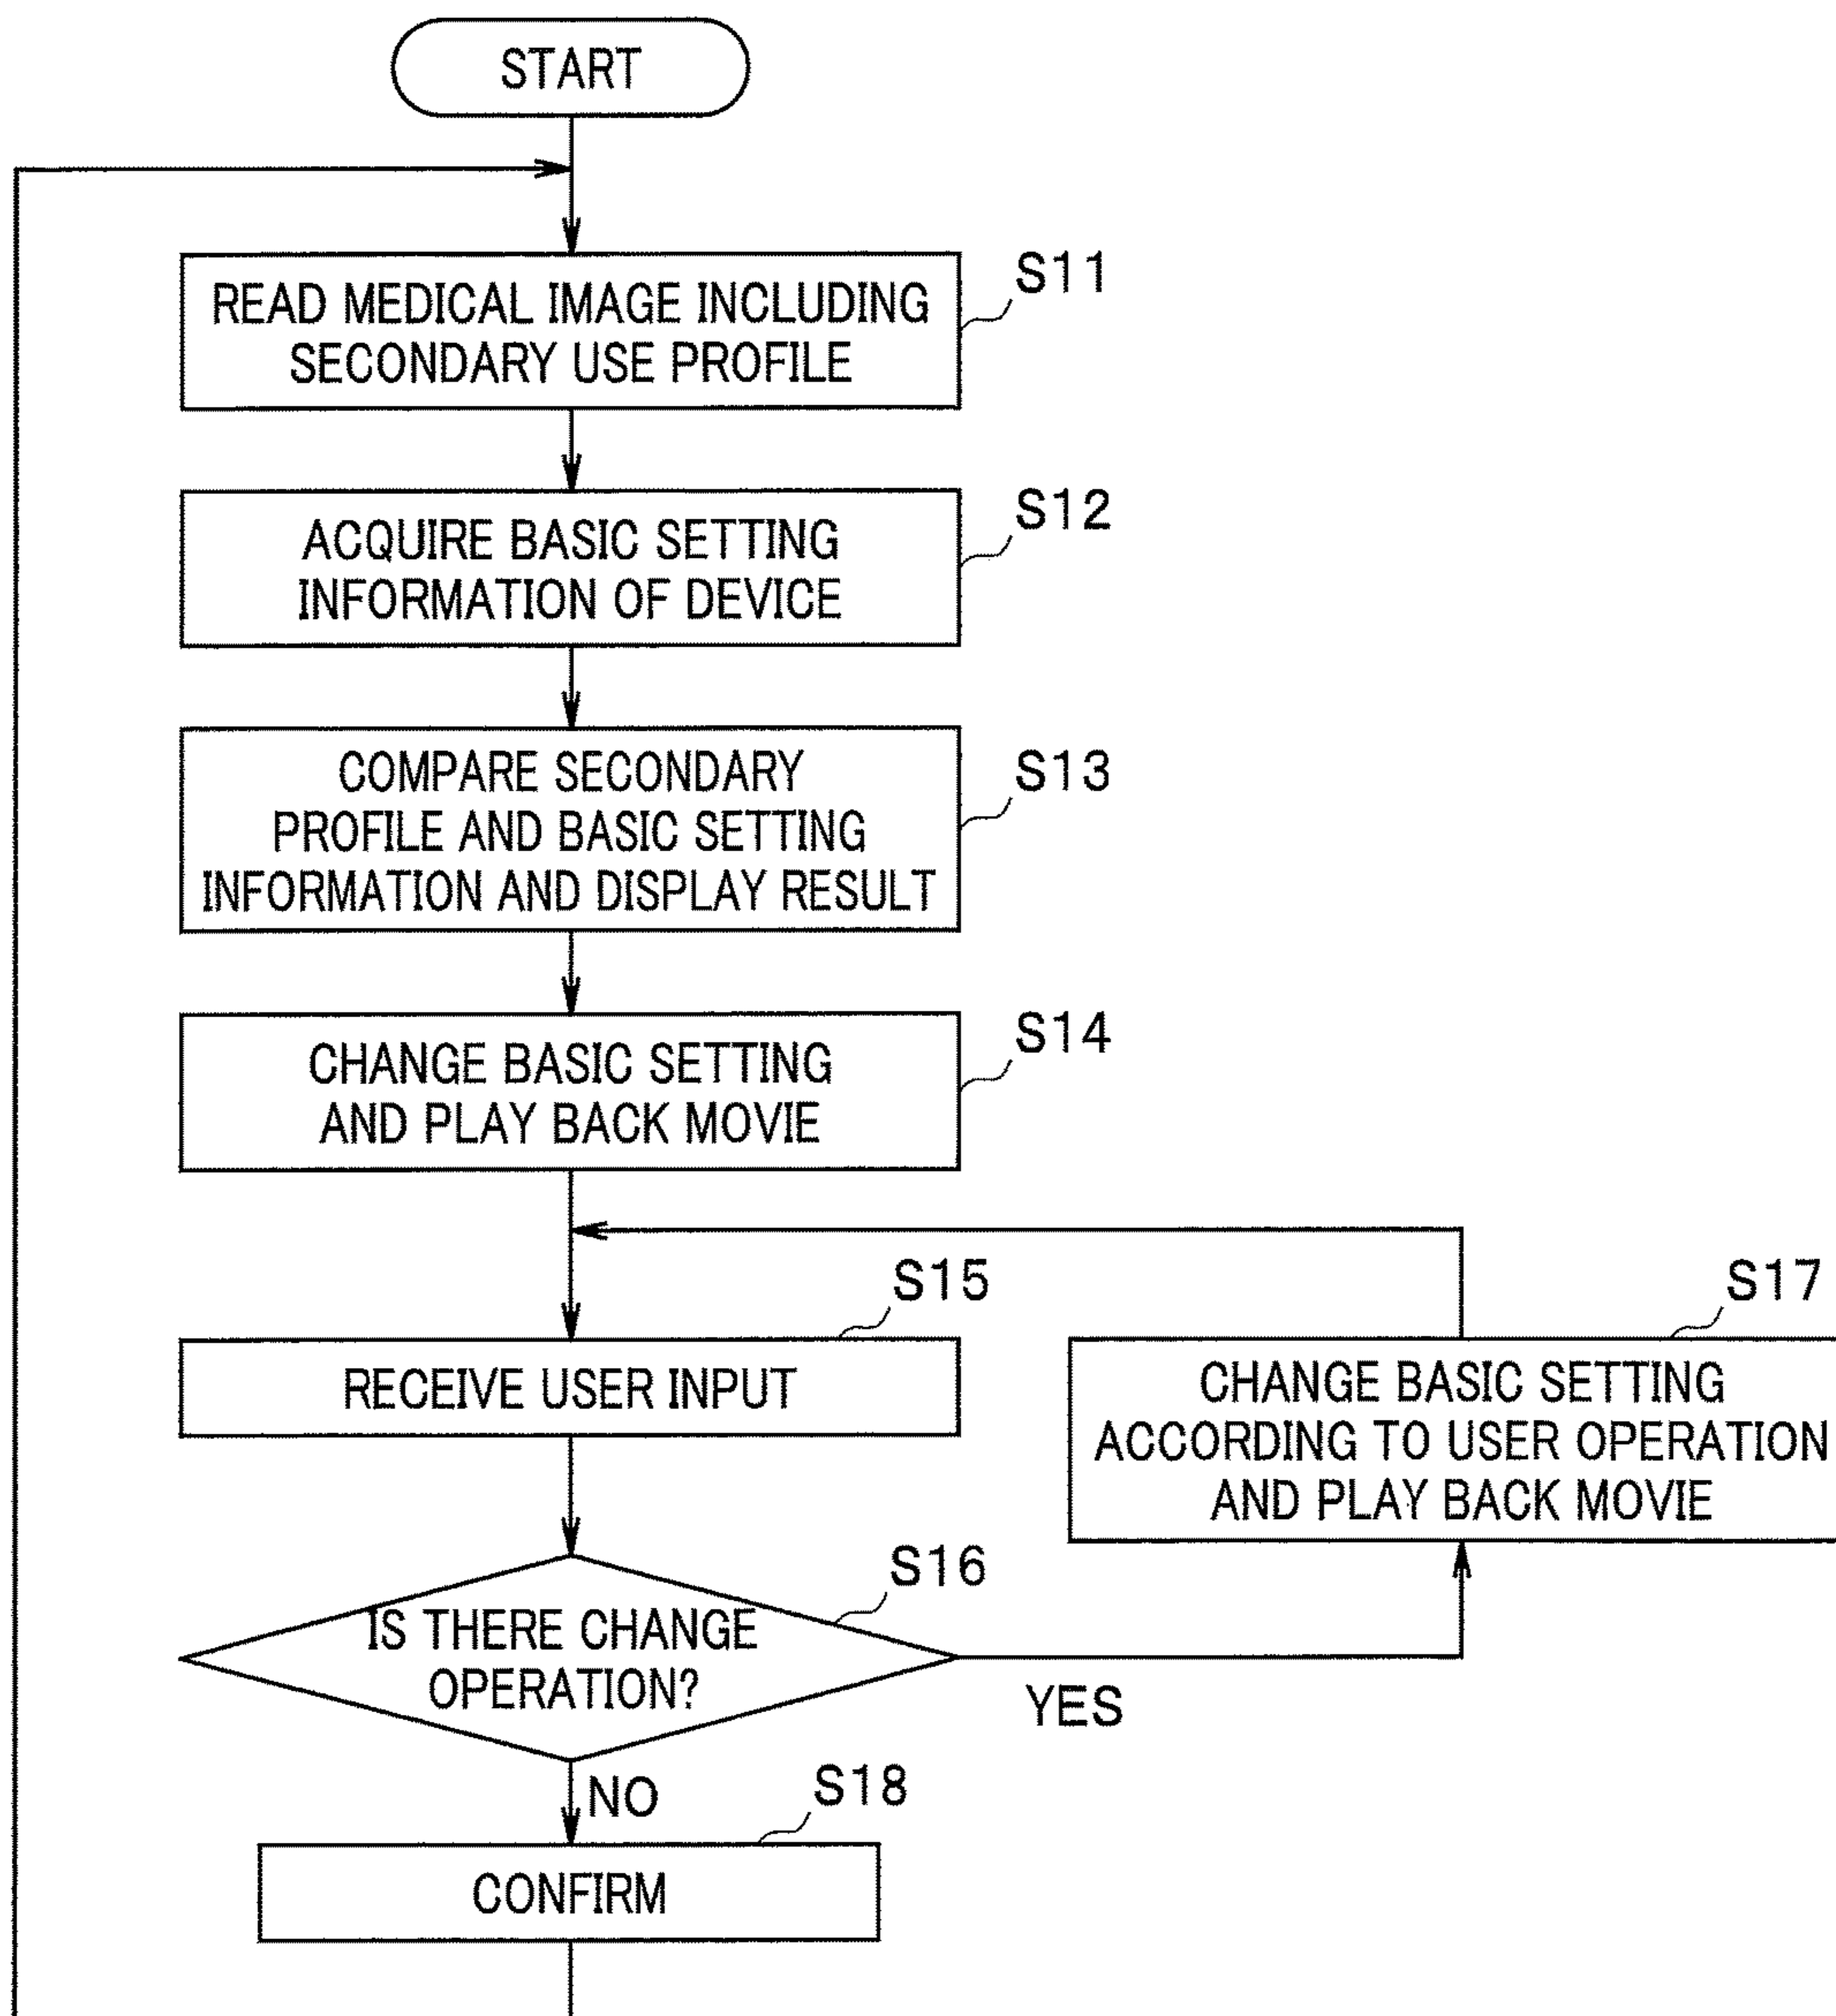 START
S11
READ MEDICAL IMAGE INCLUDING
SECONDARY USE PROFILE
S12
ACQUIRE BASIC SETTING
INFORMATION OF DEVICE
S13
COMPARE SECONDARY
PROFILE AND BASIC SETTING
INFORMATION AND DISPLAY RESULT
S14
CHANGE BASIC SETTING
AND PLAY BACK MOVIE
S15
RECEIVE USER INPUT
S17
CHANGE BASIC SETTING
ACCORDING TO USER OPERATION
AND PLAY BACK MOVIE
S16
IS THERE CHANGE
OPERATION?
YES
NO
S18
CONFIRM